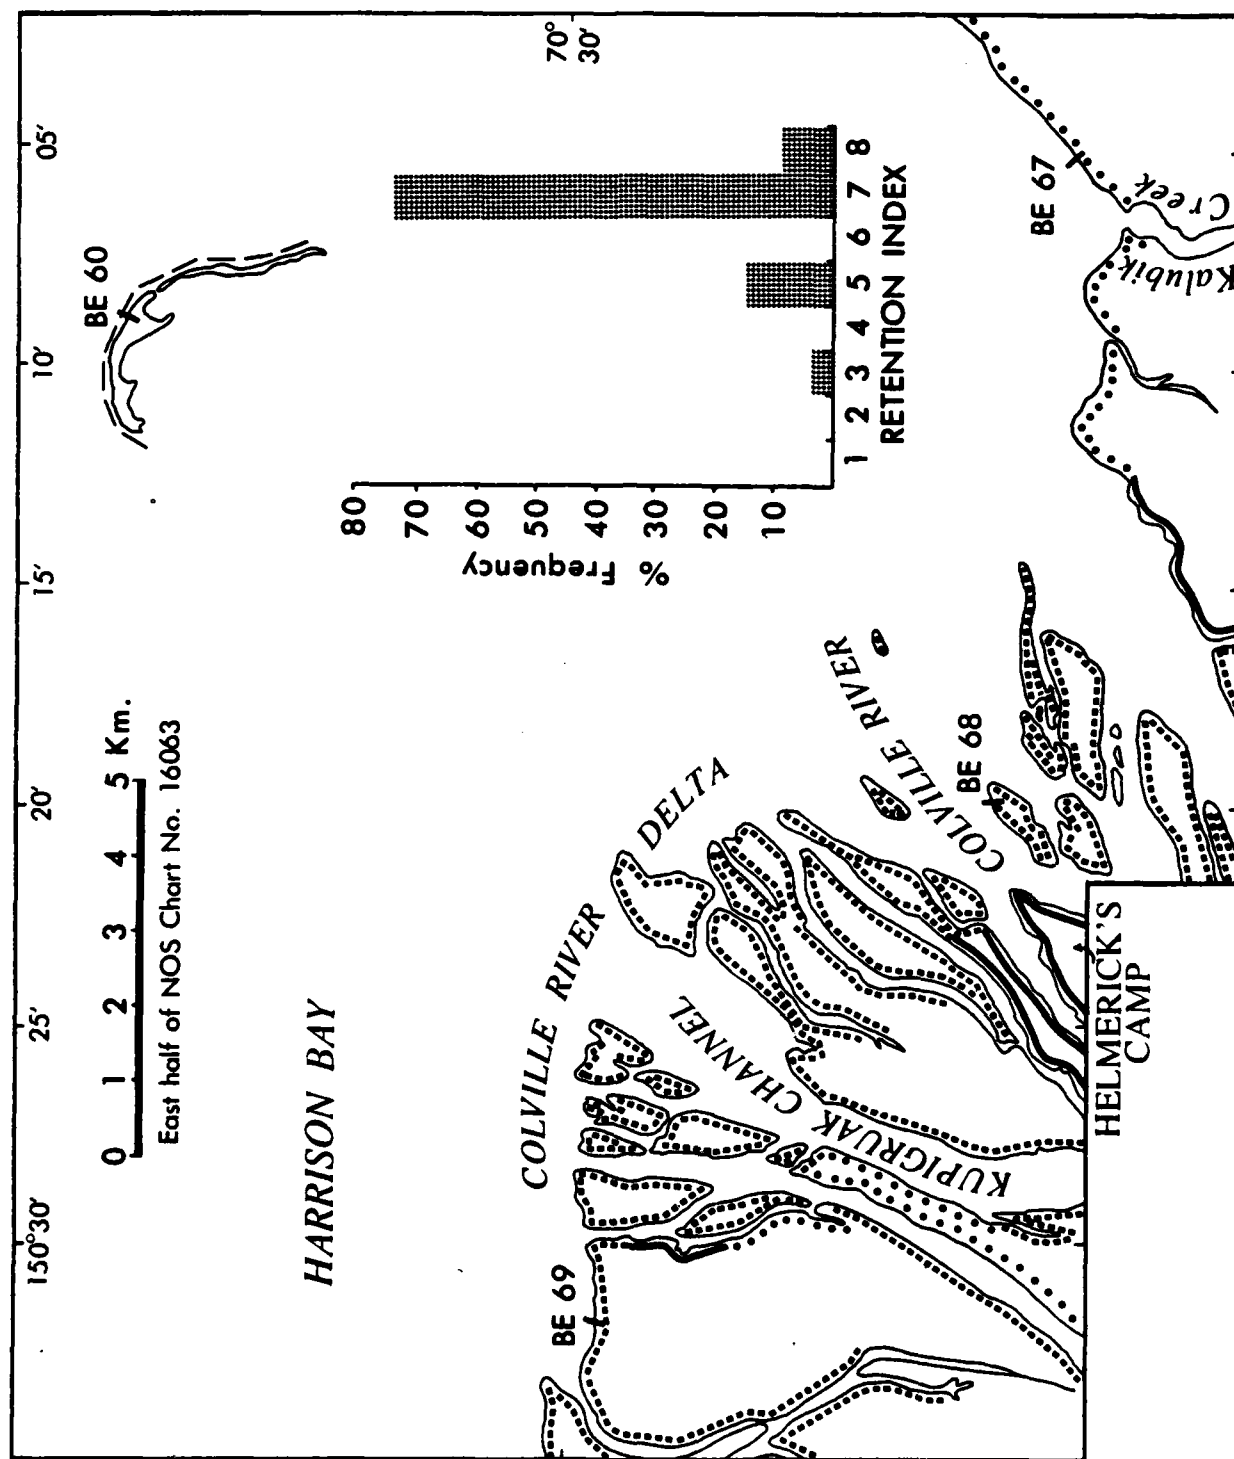 150°30'
25'
20'
15'
10'
05'
70°
30'
0 1 2 3 4 5 Km.
East half of NOS Chart No. 16063
HARRISON BAY
BE 60
80
70
60
50
40
30
20
10
% Frequency
1 2 3 4 5 6 7 8
RETENTION INDEX
COLVILLE RIVER DELTA
BE 69
KUPIGRUAK CHANNEL
COLVILLE RIVER
BE 68
BE 67
Kalubik Creek
HELMERICK'S
CAMP